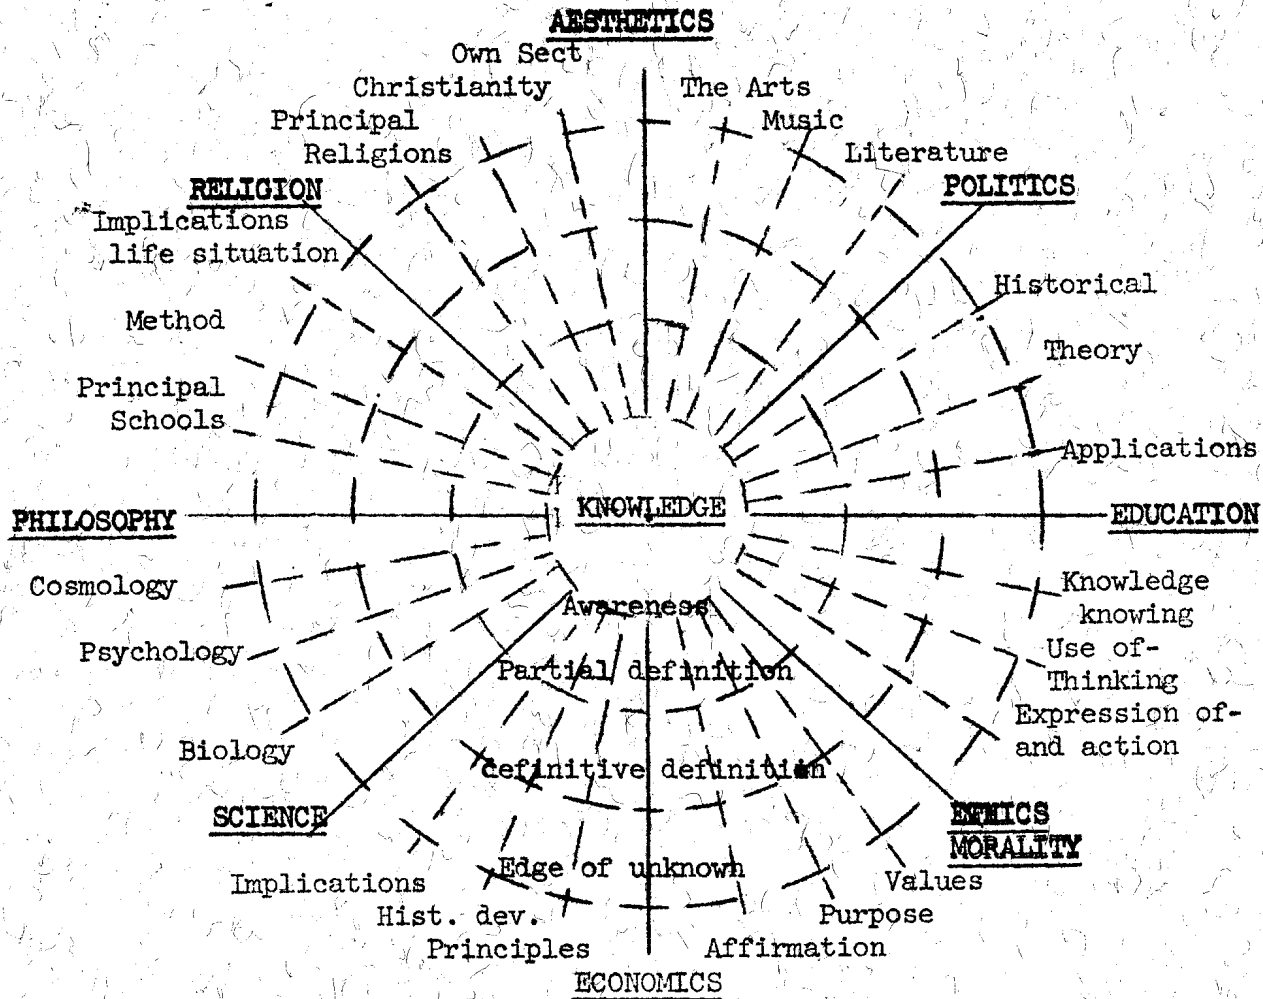 AESTHETICS
Own Sect
Christianity
The Arts
Principal
Religions
Music
Literature
RELIGION
POLITICS
Implications
life situation
Historical
Method
Theory
Principal
Schools
Applications
PHILOSOPHY
KNOWLEDGE
EDUCATION
Cosmology
Knowledge
knowing
Awareness
Psychology
Use of-
Thinking
Partial definition
Expression of-
and action
Biology
definitive definition
SCIENCE
ETHICS
MORALITY
Edge of unknown
Implications
Values
Hist. dev.
Purpose
Principles
Affirmation
ECONOMICS